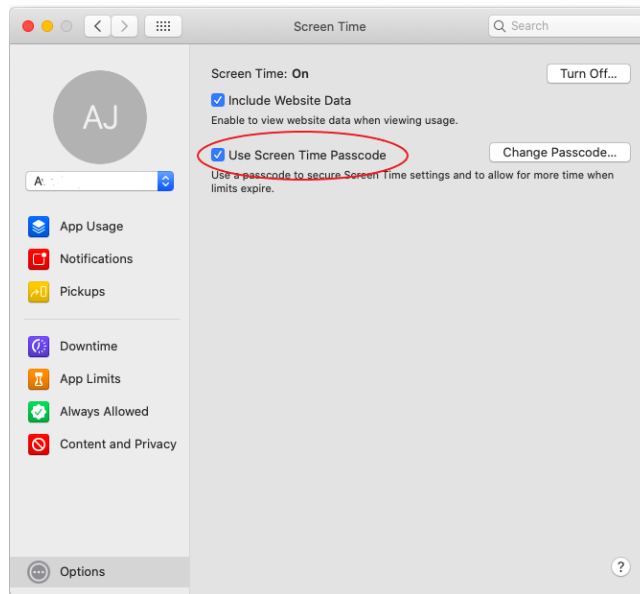 Screen Time
Search
AJ
Screen Time: On
Turn Off...
Include Website Data
Enable to view website data when viewing usage.
Use Screen Time Passcode
Change Passcode...
Use a passcode to secure Screen Time settings and to allow for more time when
limits expire.
App Usage
Notifications
Pickups
Downtime
App Limits
Always Allowed
Content and Privacy
Options
?